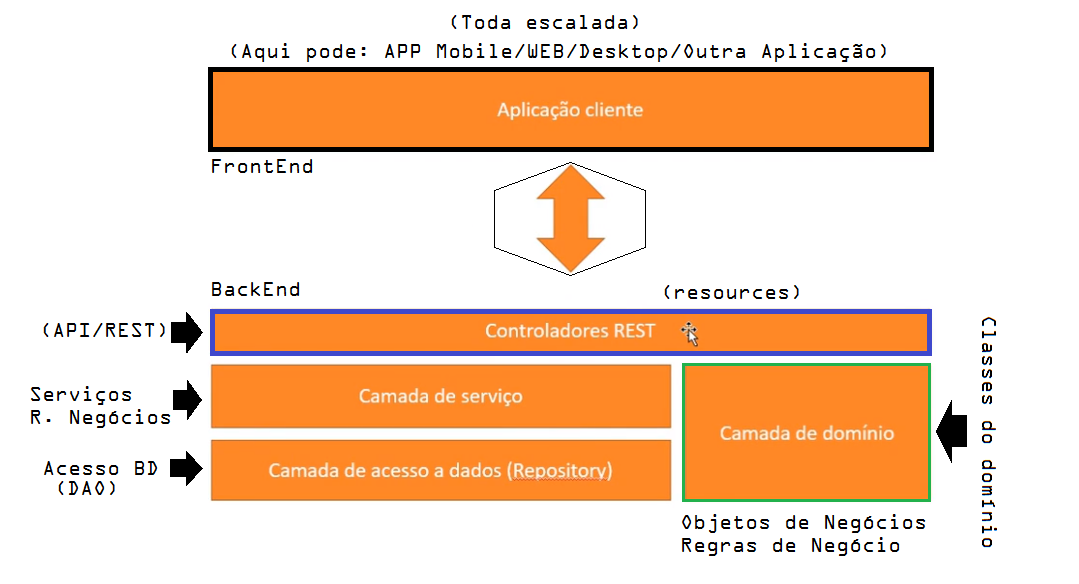 (Toda escalada)
(Aqui pode: APP Mobile/WEB/Desktop/Outra Aplicação)
Aplicação cliente
FrontEnd
BackEnd
(resources)
(API/REST)
Controladores REST
Serviços
R. Negócios
Camada de serviço
Camada de domínio
Classes do domínio
Acesso BD
(DAO)
Camada de acesso a dados (Repository)
Objetos de Negócios
Regras de Negócio